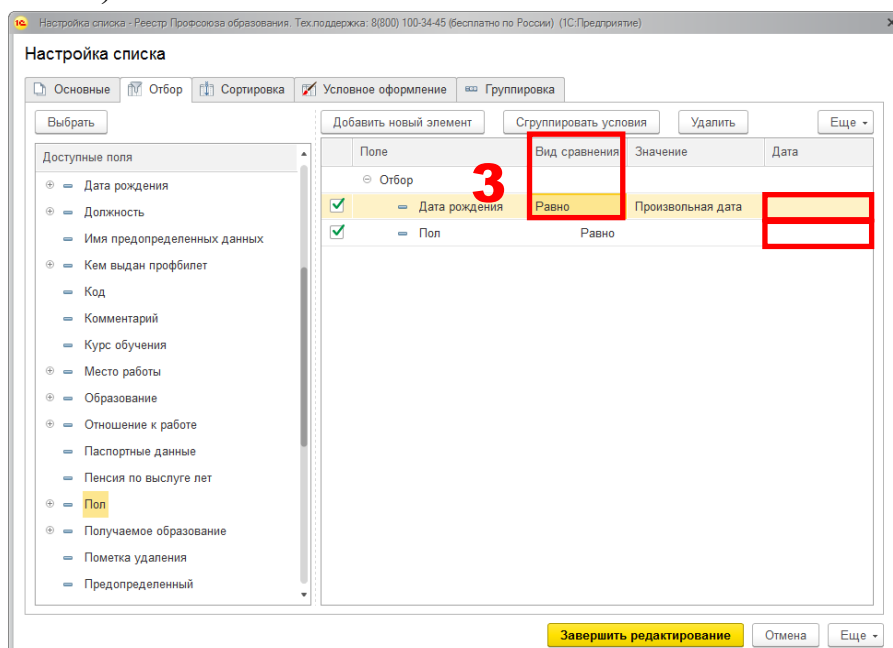 )
Настройка списка - Реестр Профсоюза образования. Тех.поддержка: 8(800) 100-34-45 (бесплатно по России) (1С:Предприятие)
Настройка списка
Основные Отбор Сортировка Условное оформление Группировка
Выбрать Добавить новый элемент Сгруппировать условия Удалить Еще
Доступные поля
Дата рождения
Должность
Имя предопределенных данных
Кем выдан профбилет
Код
Комментарий
Курс обучения
Место работы
Образование
Отношение к работе
Паспортные данные
Пенсия по выслуге лет
Пол
Получаемое образование
Пометка удаления
Предопределенный
Поле Вид сравнения Значение Дата
Отбор
3
Дата рождения Равно Произвольная дата
Пол Равно
Завершить редактирование Отмена Еще